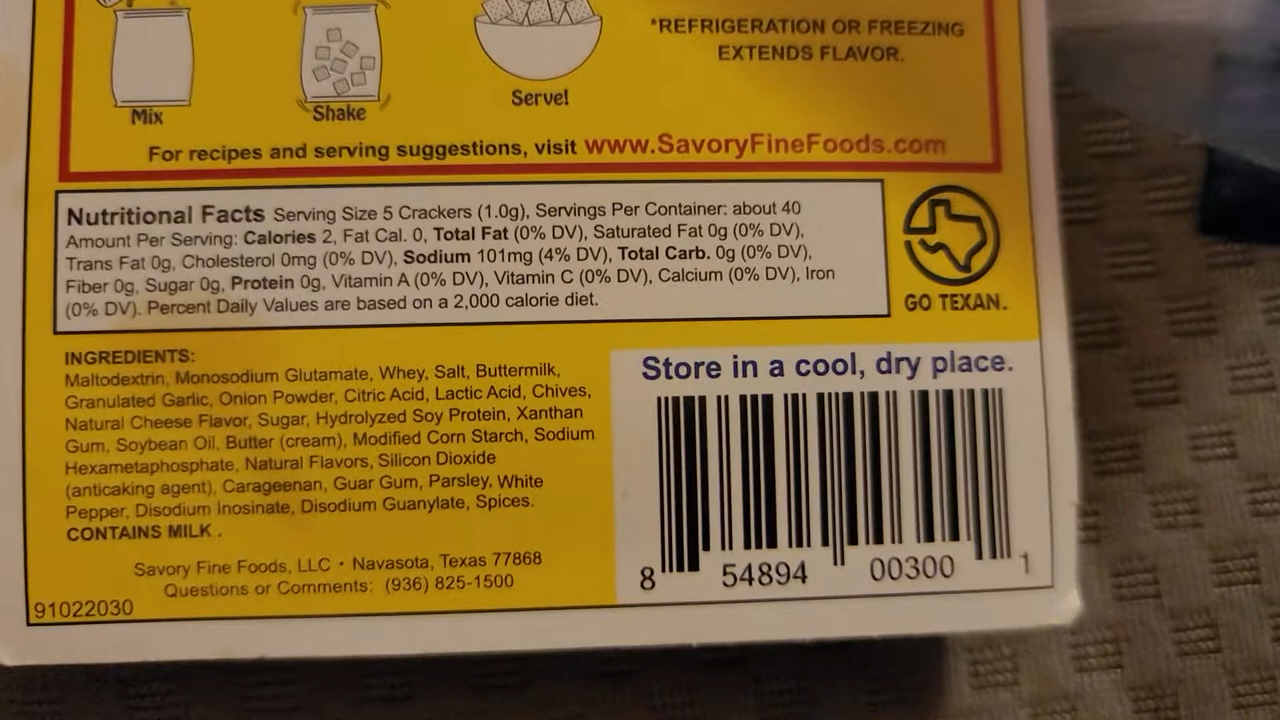 Mix
Shake
Serve!
*REFRIGERATION OR FREEZING
EXTENDS FLAVOR.
For recipes and serving suggestions, visit www.SavoryFineFoods.com
Nutritional Facts Serving Size 5 Crackers (1.0g), Servings Per Container: about 40
Amount Per Serving: Calories 2, Fat Cal. 0, Total Fat (0% DV), Saturated Fat 0g (0% DV),
Trans Fat 0g, Cholesterol 0mg (0% DV), Sodium 101mg (4% DV), Total Carb. 0g (0% DV),
Fiber 0g, Sugar 0g, Protein 0g, Vitamin A (0% DV), Vitamin C (0% DV), Calcium (0% DV), Iron
(0% DV). Percent Daily Values are based on a 2,000 calorie diet.
GO TEXAN.
INGREDIENTS:
Maltodextrin, Monosodium Glutamate, Whey, Salt, Buttermilk,
Granulated Garlic, Onion Powder, Citric Acid, Lactic Acid, Chives,
Natural Cheese Flavor, Sugar, Hydrolyzed Soy Protein, Xanthan
Gum, Soybean Oil, Butter (cream), Modified Corn Starch, Sodium
Hexametaphosphate, Natural Flavors, Silicon Dioxide
(anticaking agent), Carageenan, Guar Gum, Parsley, White
Pepper, Disodium Inosinate, Disodium Guanylate, Spices.
CONTAINS MILK .
Savory Fine Foods, LLC • Navasota, Texas 77868
Questions or Comments: (936) 825-1500
91022030
Store in a cool, dry place.
8 54894 00300 1